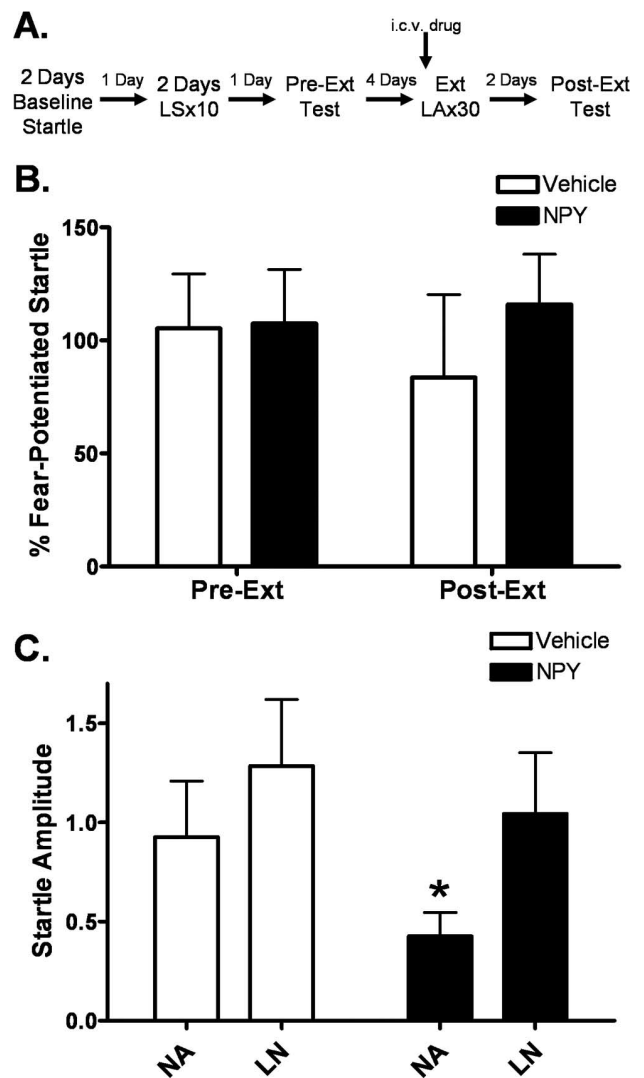 A.
i.c.v. drug
2 Days
Baseline
Startle
1 Day
2 Days
LSx10
1 Day
Pre-Ext
Test
4 Days
Ext
LAx30
2 Days
Post-Ext
Test
B.
Vehicle
NPY
% Fear-Potentiated Startle
150
100
50
0
Pre-Ext
Post-Ext
C.
Vehicle
NPY
Startle Amplitude
1.5
1.0
0.5
0.0
*
NA
LN
NA
LN